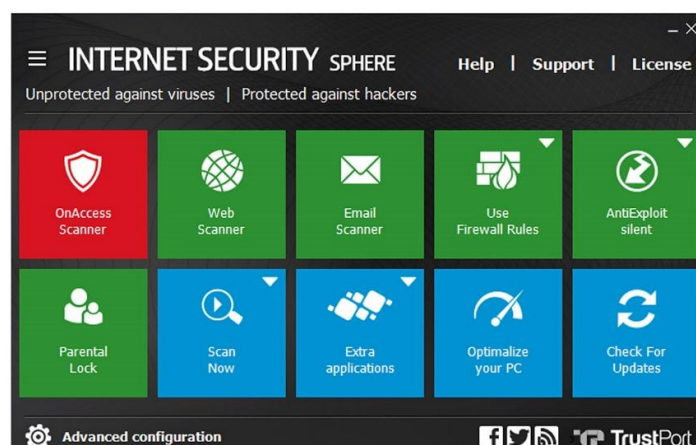 INTERNET SECURITY SPHERE
Help | Support | License
Unprotected against viruses | Protected against hackers
OnAccess
Scanner
Web
Scanner
Email
Scanner
Use
Firewall Rules
AntiExploit
silent
Parental
Lock
Scan
Now
Extra
applications
Optimalize
your PC
Check For
Updates
Advanced configuration
TrustPort